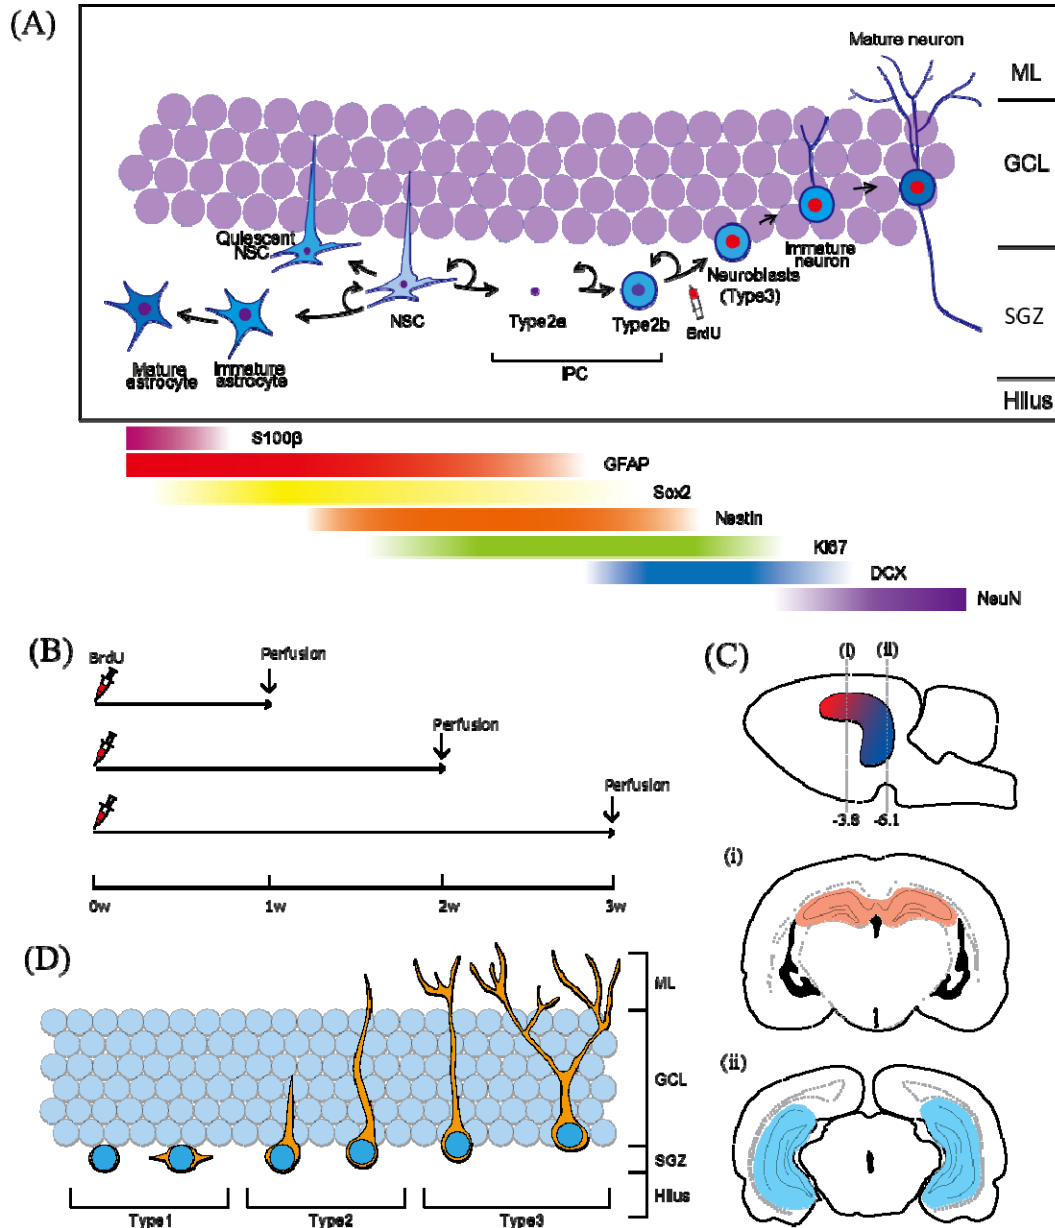 (A)
Mature neuron
ML
GCL
Quiescent
NSC
Immature
neuron
Neuroblasts
(Type3)
SGZ
NSC
Type2a
Type2b
BrdU
Mature
astrocyte
Immature
astrocyte
IPC
Hilus
S100β
GFAP
Sox2
Nestin
Ki67
DCX
NeuN
(B)
BrdU
Perfusion
Perfusion
Perfusion
0w
1w
2w
3w
(C)
(i)
(ii)
-3.8
-6.1
(i)
(ii)
(D)
ML
GCL
SGZ
Hilus
Type1
Type2
Type3